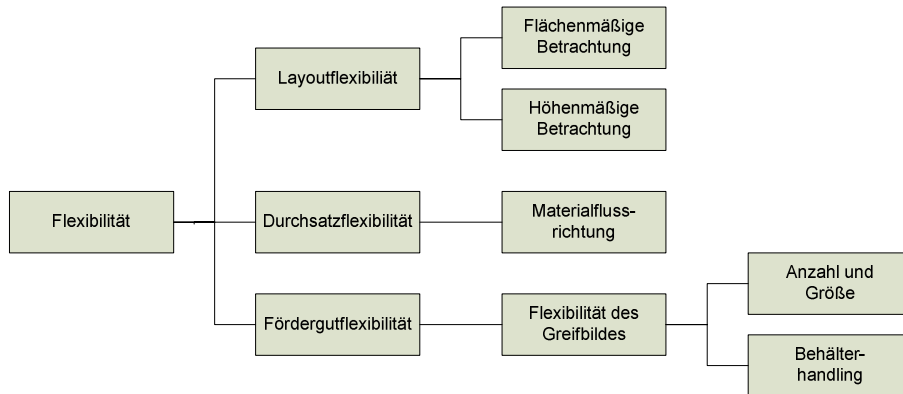 Flächenmäßige
Betrachtung
Layoutflexibiliät
Höhenmäßige
Betrachtung
Flexibilität
Durchsatzflexibilität
Materialfluss-
richtung
Anzahl und
Größe
Fördergutflexibilität
Flexibilität des
Greifbildes
Behälter-
handling